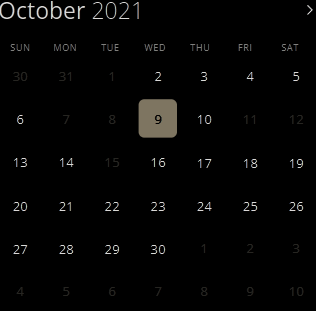 October 2021
SUN MON TUE WED THU FRI SAT
30 31 1 2 3 4 5
6 7 8 9 10 11 12
13 14 15 16 17 18 19
20 21 22 23 24 25 26
27 28 29 30 1 2 3
4 5 6 7 8 9 10